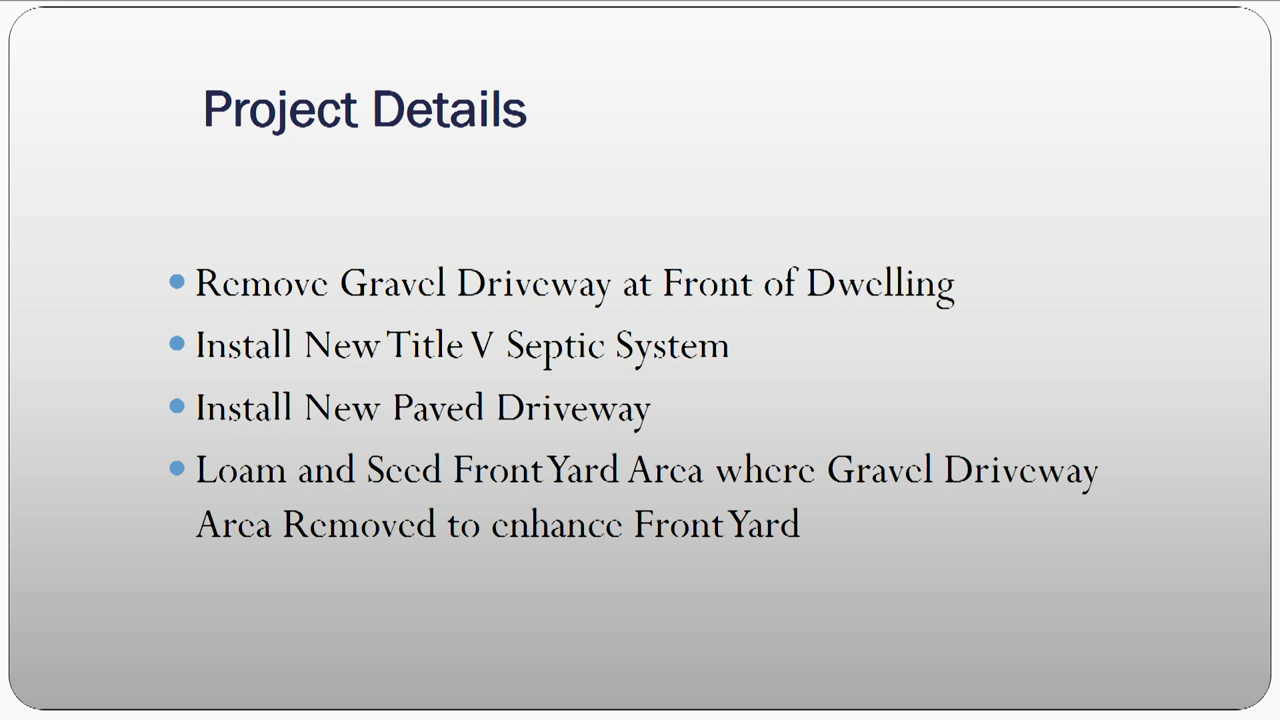 Project Details
Remove Gravel Driveway at Front of Dwelling
Install New Title V Septic System
Install New Paved Driveway
Loam and Seed Front Yard Area where Gravel Driveway
Area Removed to enhance Front Yard